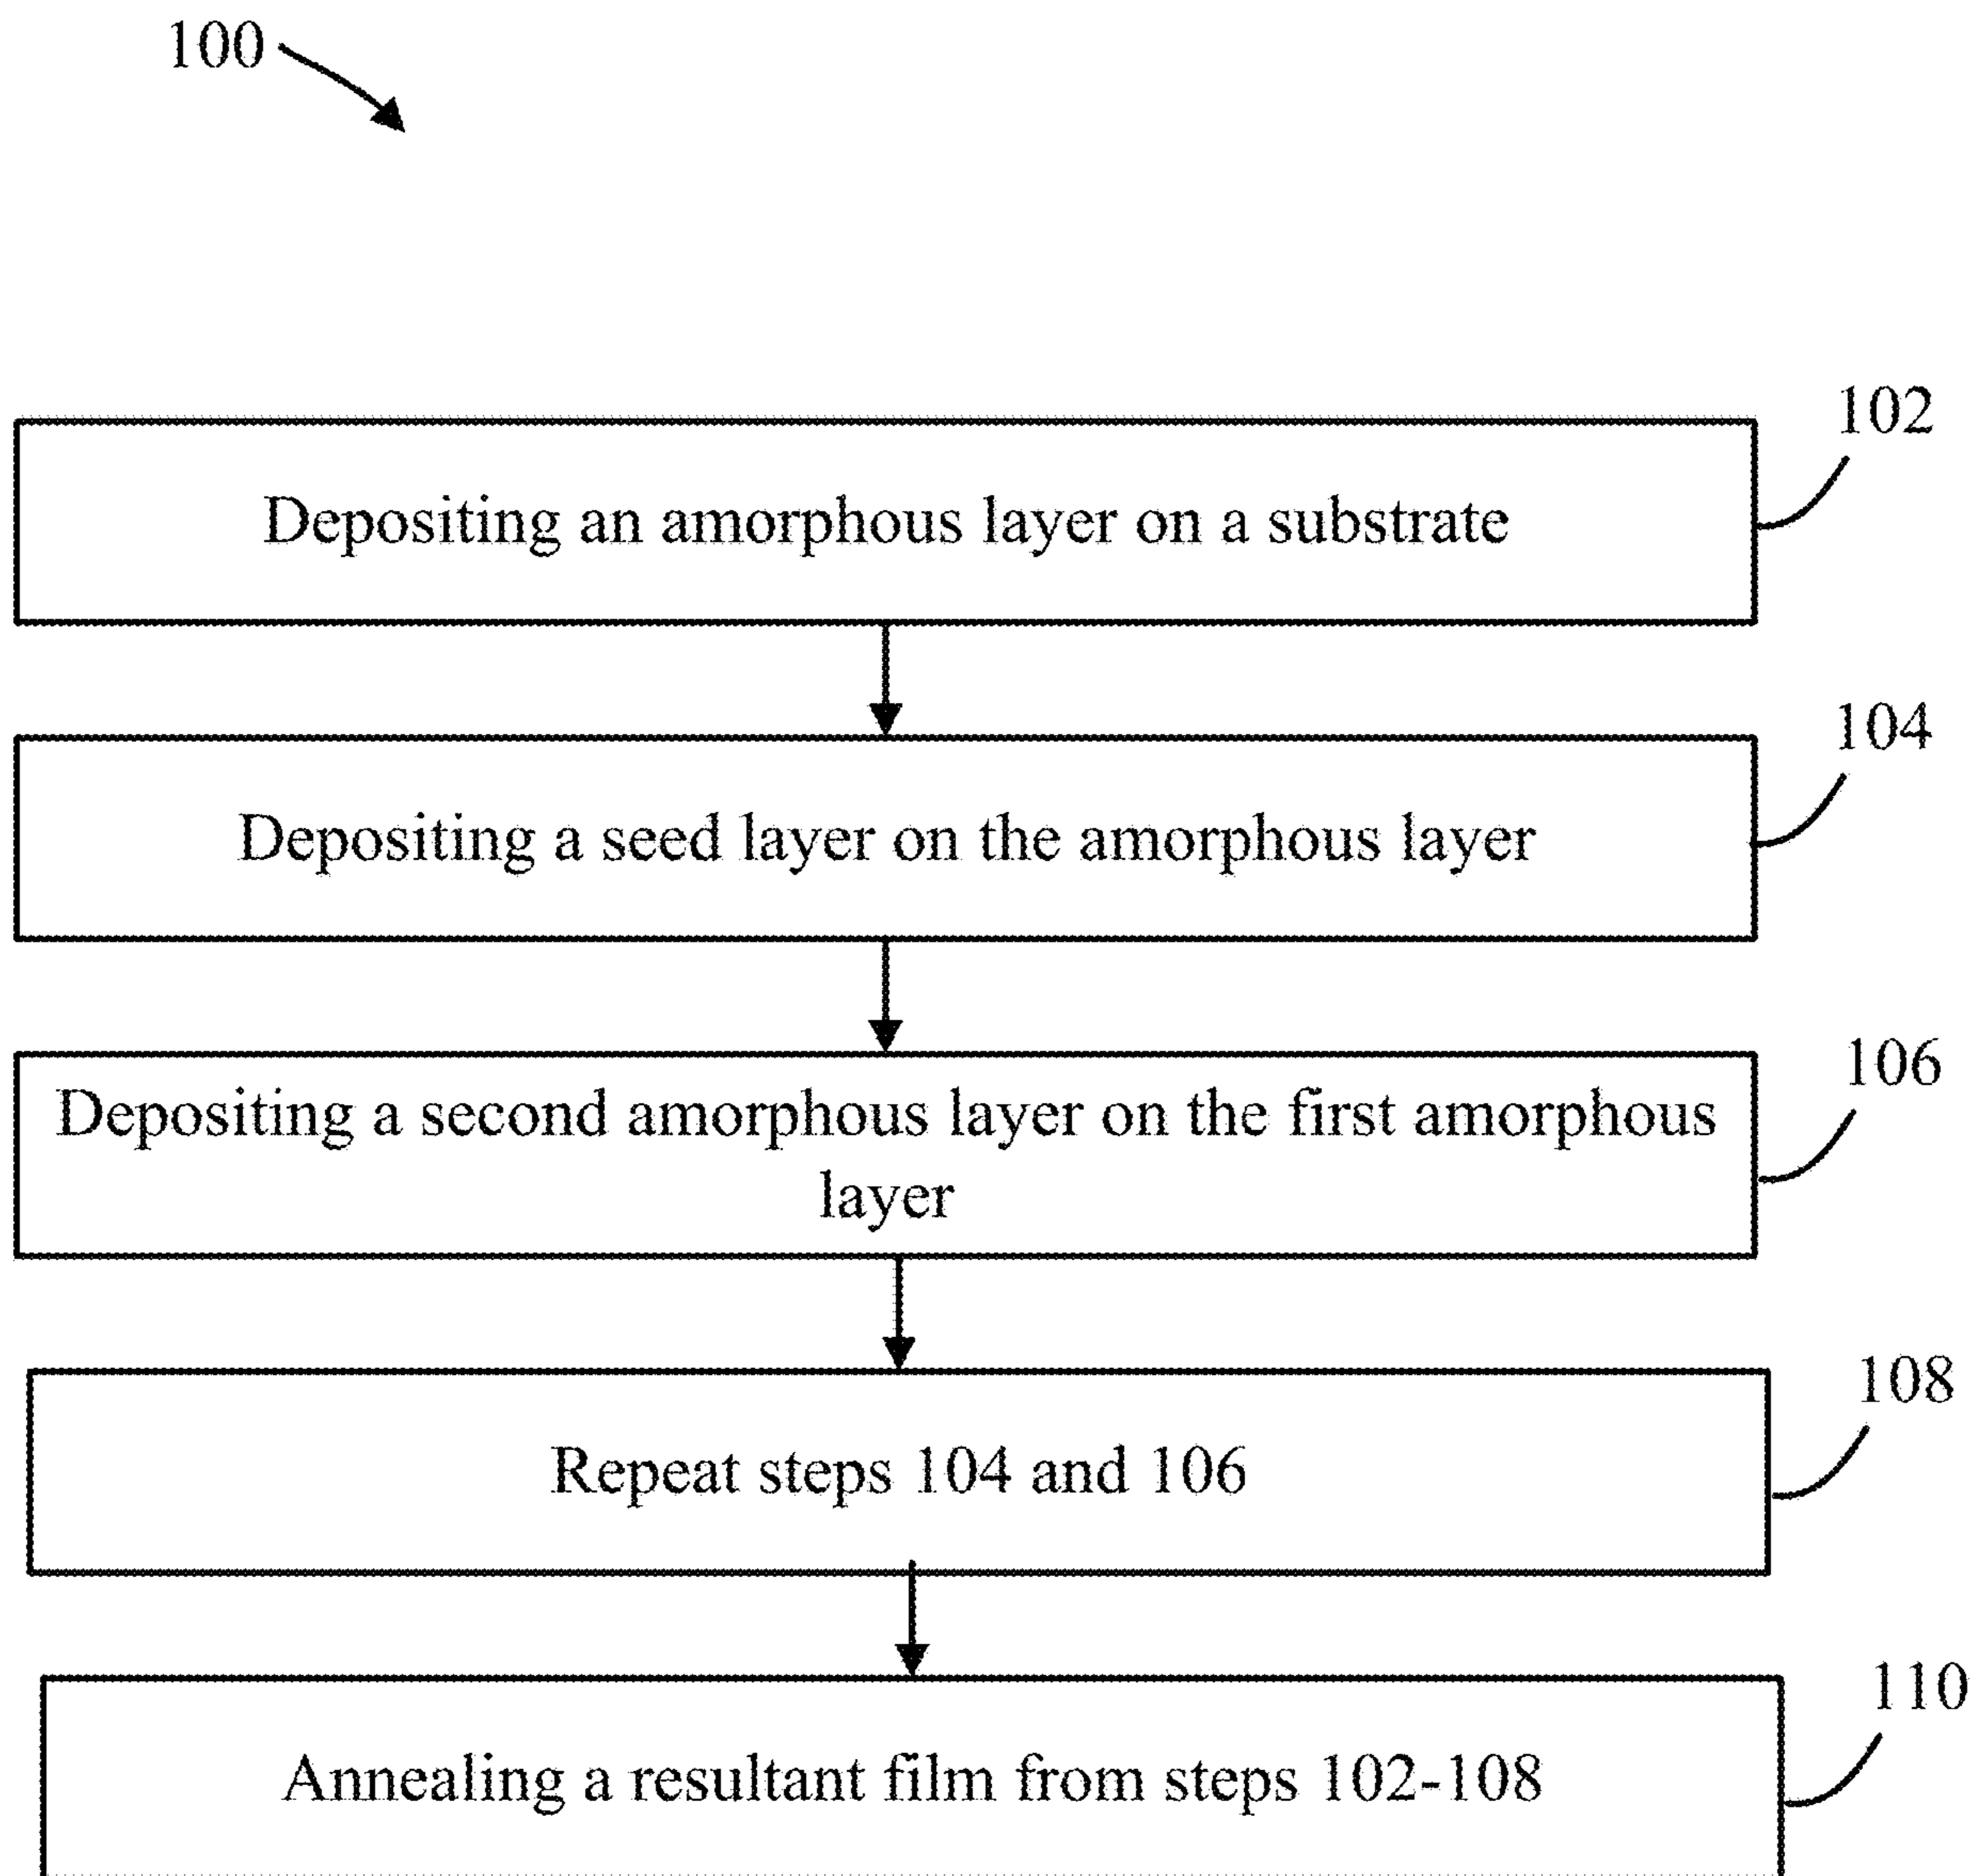 100
102
Depositing an amorphous layer on a substrate
104
Depositing a seed layer on the amorphous layer
106
Depositing a second amorphous layer on the first amorphous
layer
108
Repeat steps 104 and 106
110
Annealing a resultant film from steps 102-108